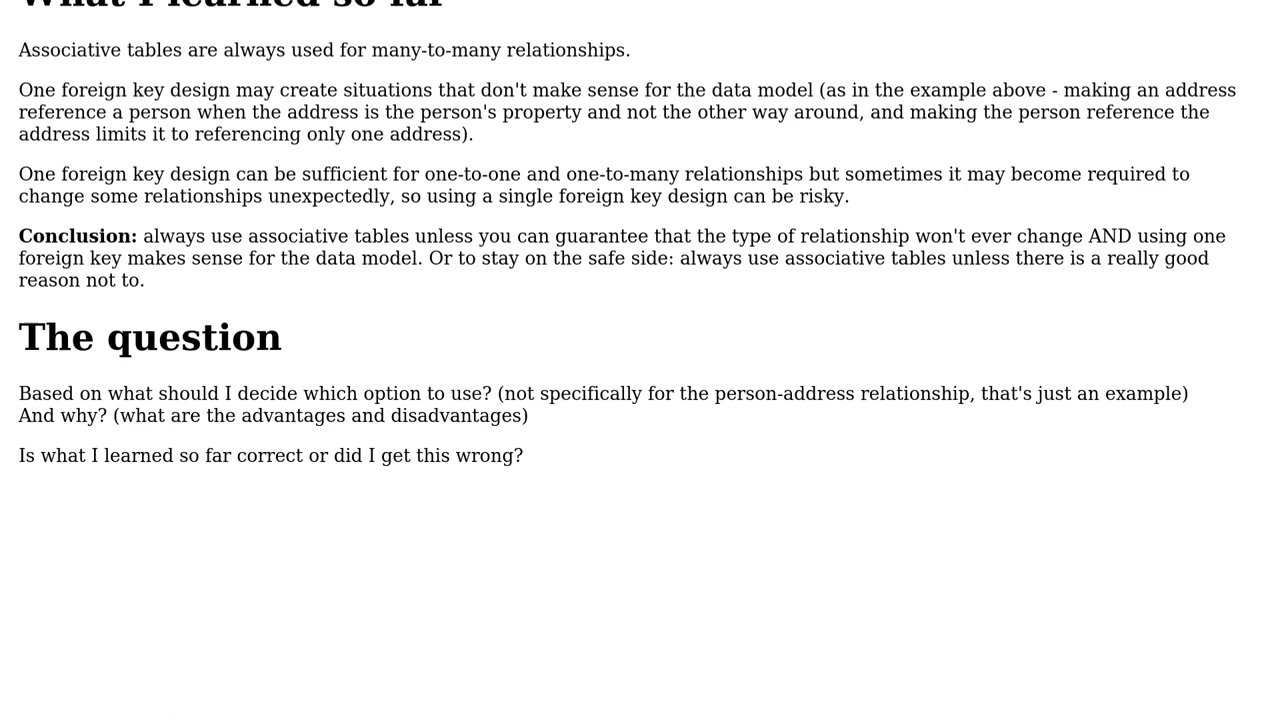 What I learned so far
Associative tables are always used for many-to-many relationships.
One foreign key design may create situations that don't make sense for the data model (as in the example above - making an address
reference a person when the address is the person's property and not the other way around, and making the person reference the
address limits it to referencing only one address).
One foreign key design can be sufficient for one-to-one and one-to-many relationships but sometimes it may become required to
change some relationships unexpectedly, so using a single foreign key design can be risky.
Conclusion: always use associative tables unless you can guarantee that the type of relationship won't ever change AND using one
foreign key makes sense for the data model. Or to stay on the safe side: always use associative tables unless there is a really good
reason not to.
The question
Based on what should I decide which option to use? (not specifically for the person-address relationship, that's just an example)
And why? (what are the advantages and disadvantages)
Is what I learned so far correct or did I get this wrong?